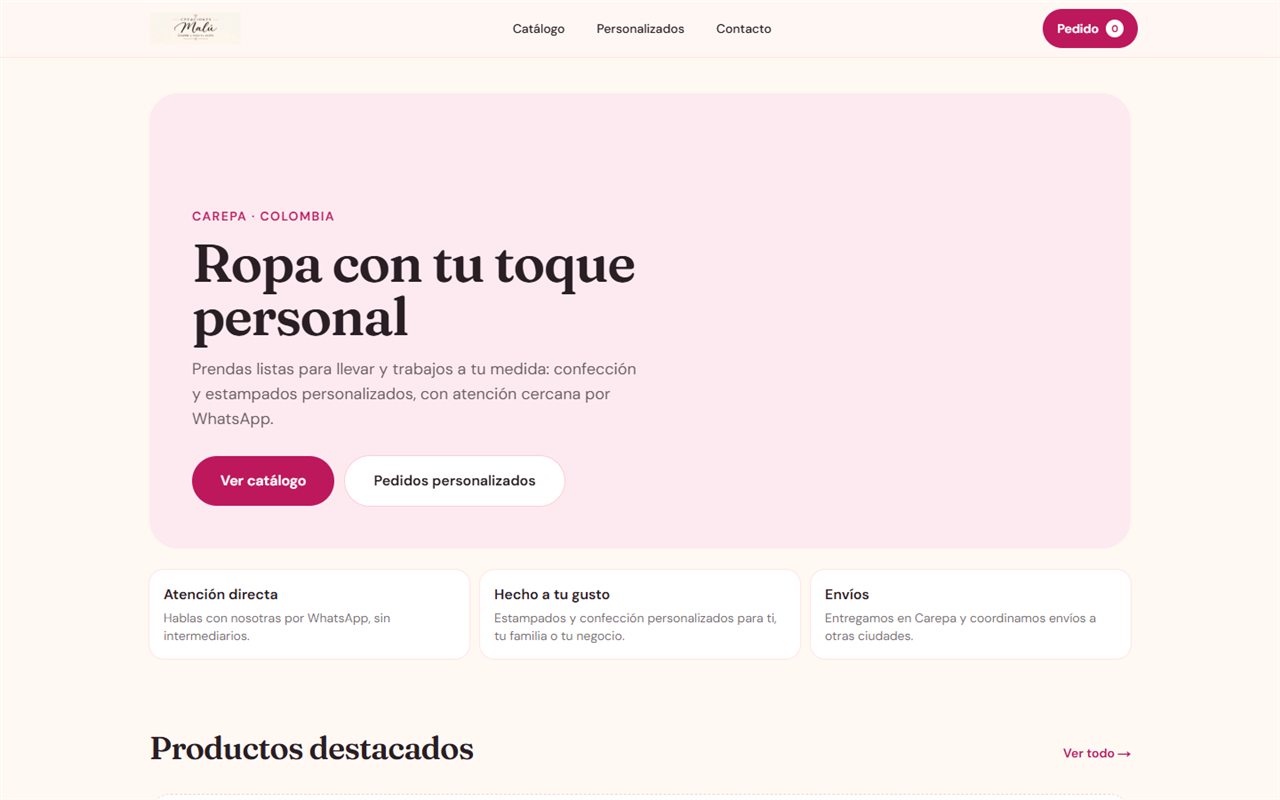 CREACIONES
Malú
Catálogo
Personalizados
Contacto
Pedido 0
CAREPA · COLOMBIA
Ropa con tu toque
personal
Prendas listas para llevar y trabajos a tu medida: confección
y estampados personalizados, con atención cercana por
WhatsApp.
Ver catálogo
Pedidos personalizados
Atención directa
Hablas con nosotras por WhatsApp, sin
intermediarios.
Hecho a tu gusto
Estampados y confección personalizados para ti,
tu familia o tu negocio.
Envíos
Entregamos en Carepa y coordinamos envíos a
otras ciudades.
Productos destacados
Ver todo →